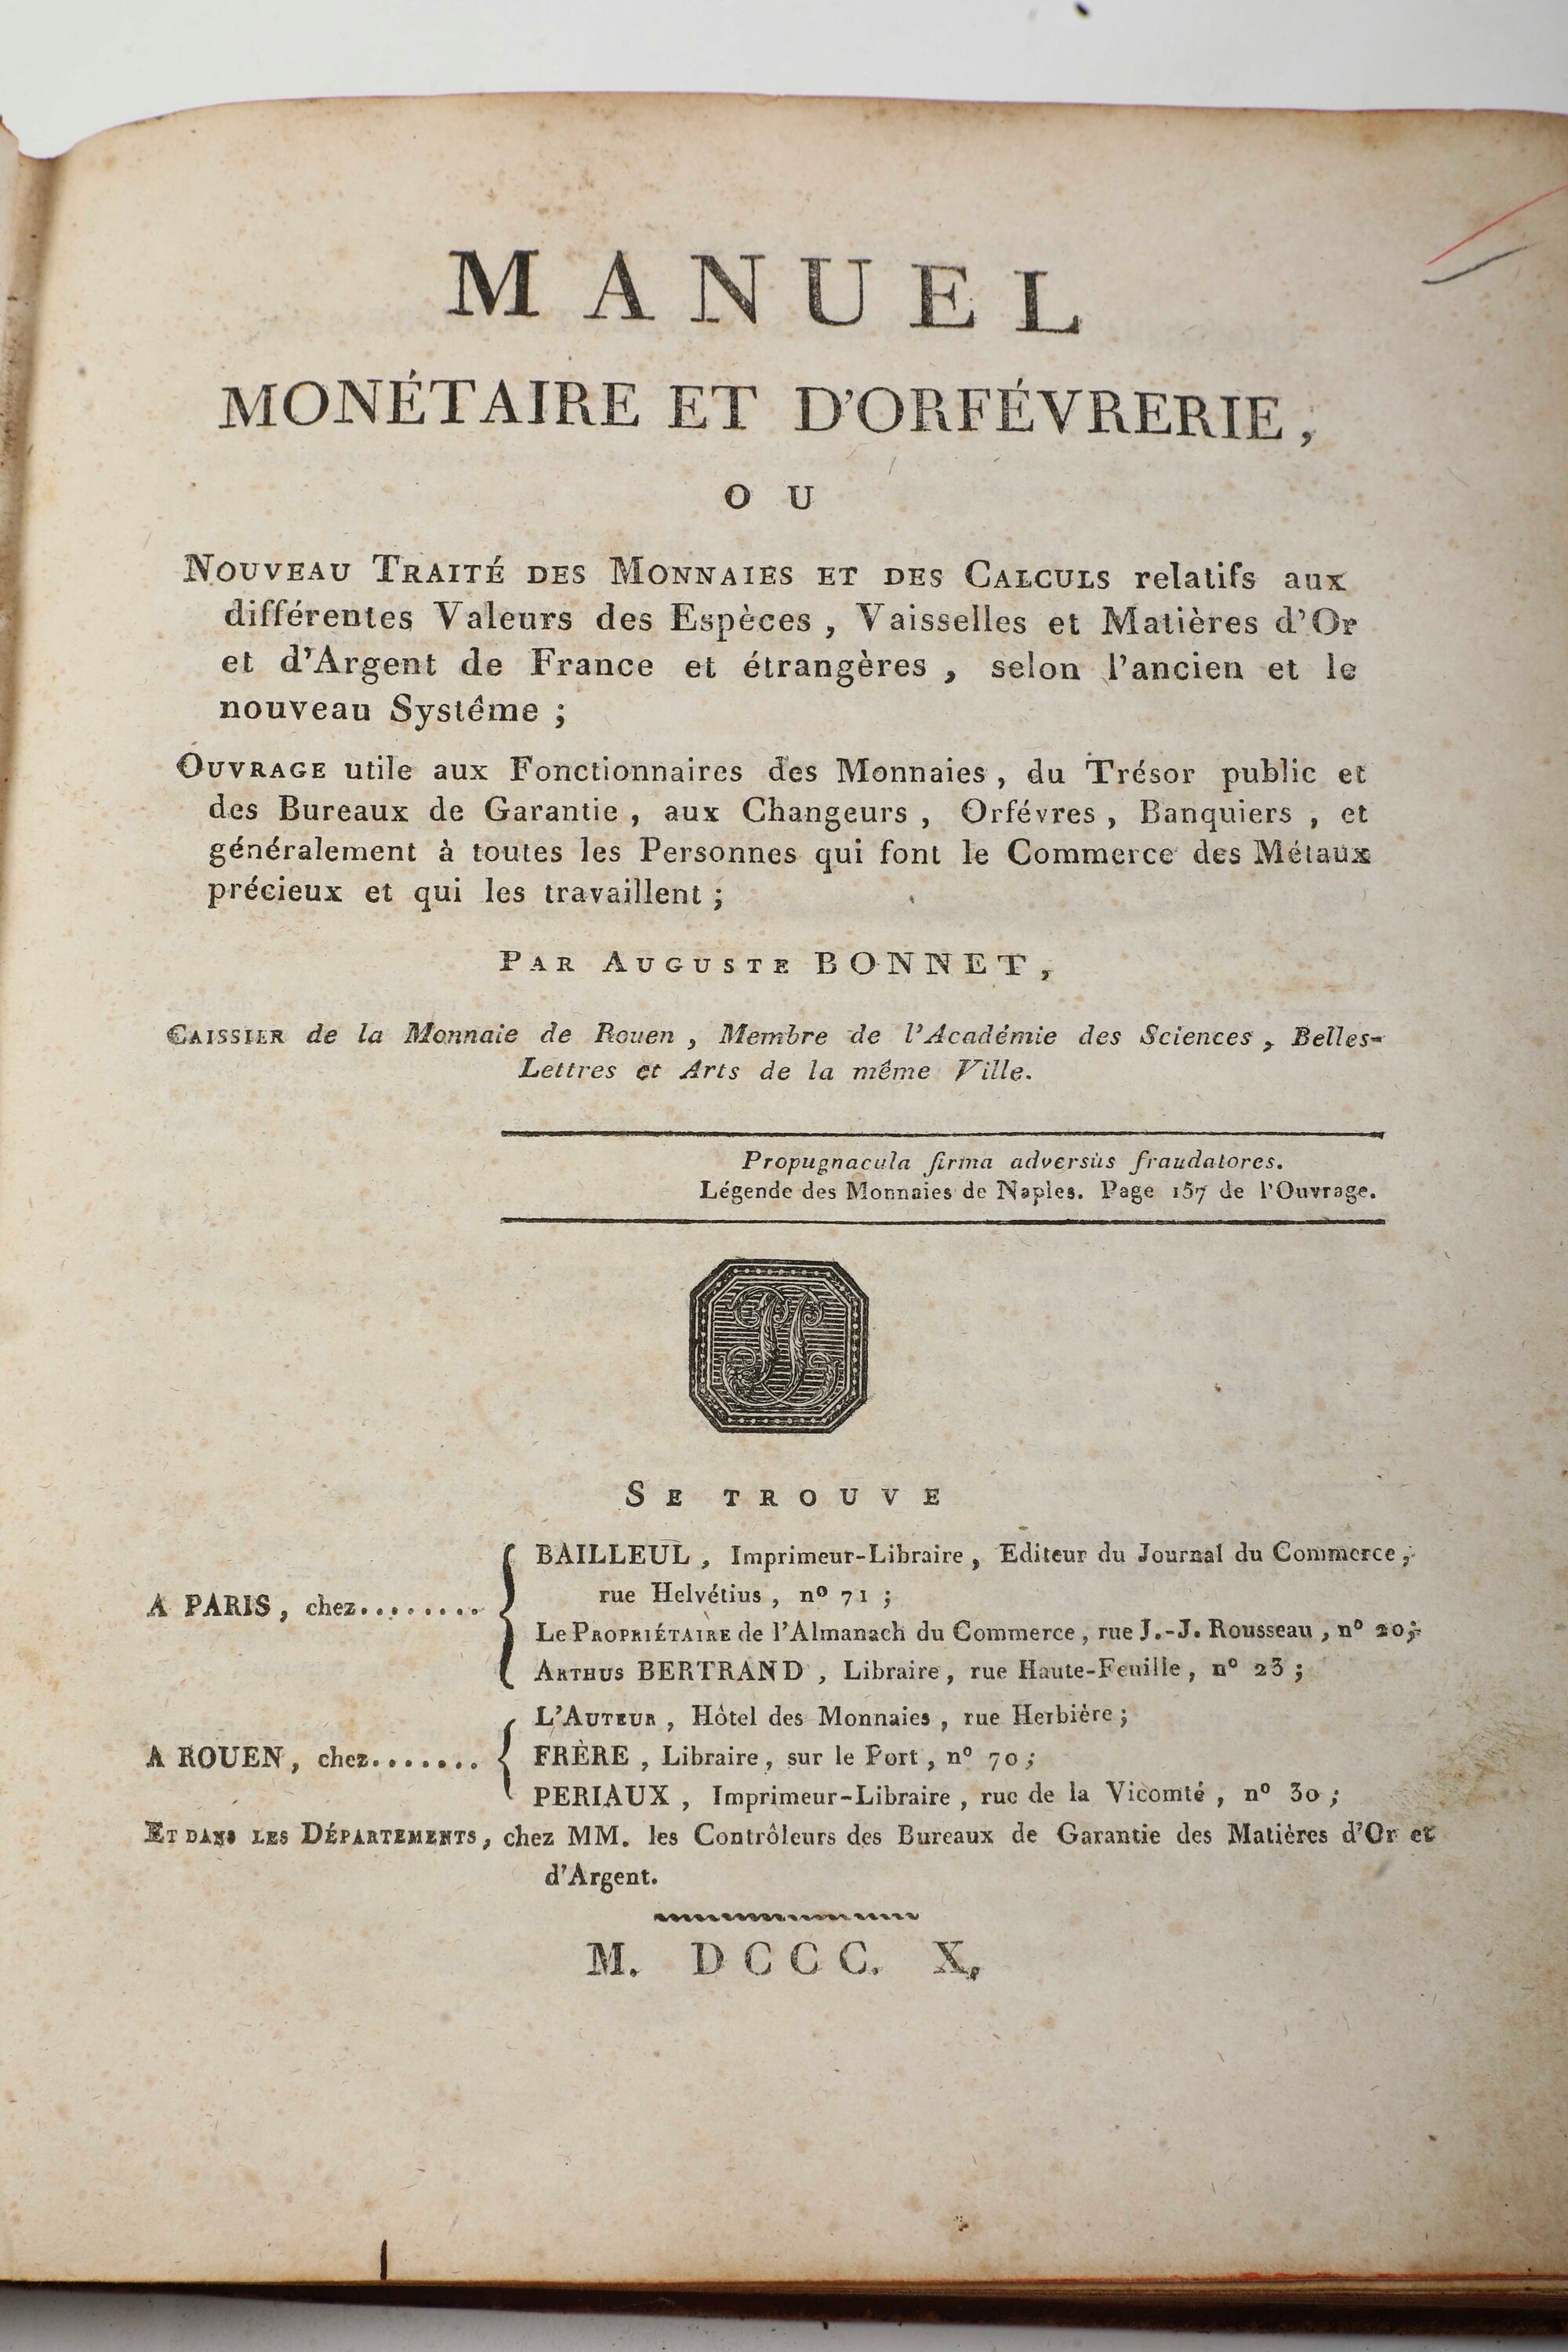 MANUEL
MONÉTAIRE ET D'ORFÉVRERIE,
OU
NOUVEAU TRAITÉ DES MONNAIES ET DES CALCULS relatifs aux
différentes Valeurs des Espèces, Vaisselles et Matières d'Or
et d'Argent de France et étrangères, selon l'ancien et le
nouveau Systême;
OUVRAGE utile aux Fonctionnaires des Monnaies, du Trésor public et
des Bureaux de Garantie, aux Changeurs, Orfévres, Banquiers, et
généralement à toutes les Personnes qui font le Commerce des Métaux
précieux et qui les travaillent;
PAR AUGUSTE BONNET,
CAISSIER de la Monnaie de Rouen, Membre de l'Académie des Sciences, Belles-
Lettres et Arts de la même Ville.
Propugnacula firma adversùs fraudatores.
Légende des Monnaies de Naples. Page 157 de l'Ouvrage.
SE TROUVE
A PARIS, chez........
BAILLEUL, Imprimeur-Libraire, Editeur du Journal du Commerce,
rue Helvétius, nº 71;
Le PROPRIÉTAIRE de l'Almanach du Commerce, rue J.-J. Rousseau, nº 20;
ARTHUS BERTRAND, Libraire, rue Haute-Feuille, nº 23;
A ROUEN, chez.......
L'AUTEUR, Hôtel des Monnaies, rue Herbière;
FRÈRE, Libraire, sur le Port, nº 70;
PERIAUX, Imprimeur-Libraire, rue de la Vicomté, nº 30;
ET DANS LES DÉPARTEMENTS, chez MM. les Contrôleurs des Bureaux de Garantie des Matières d'Or et
d'Argent.
M. DCCC. X.